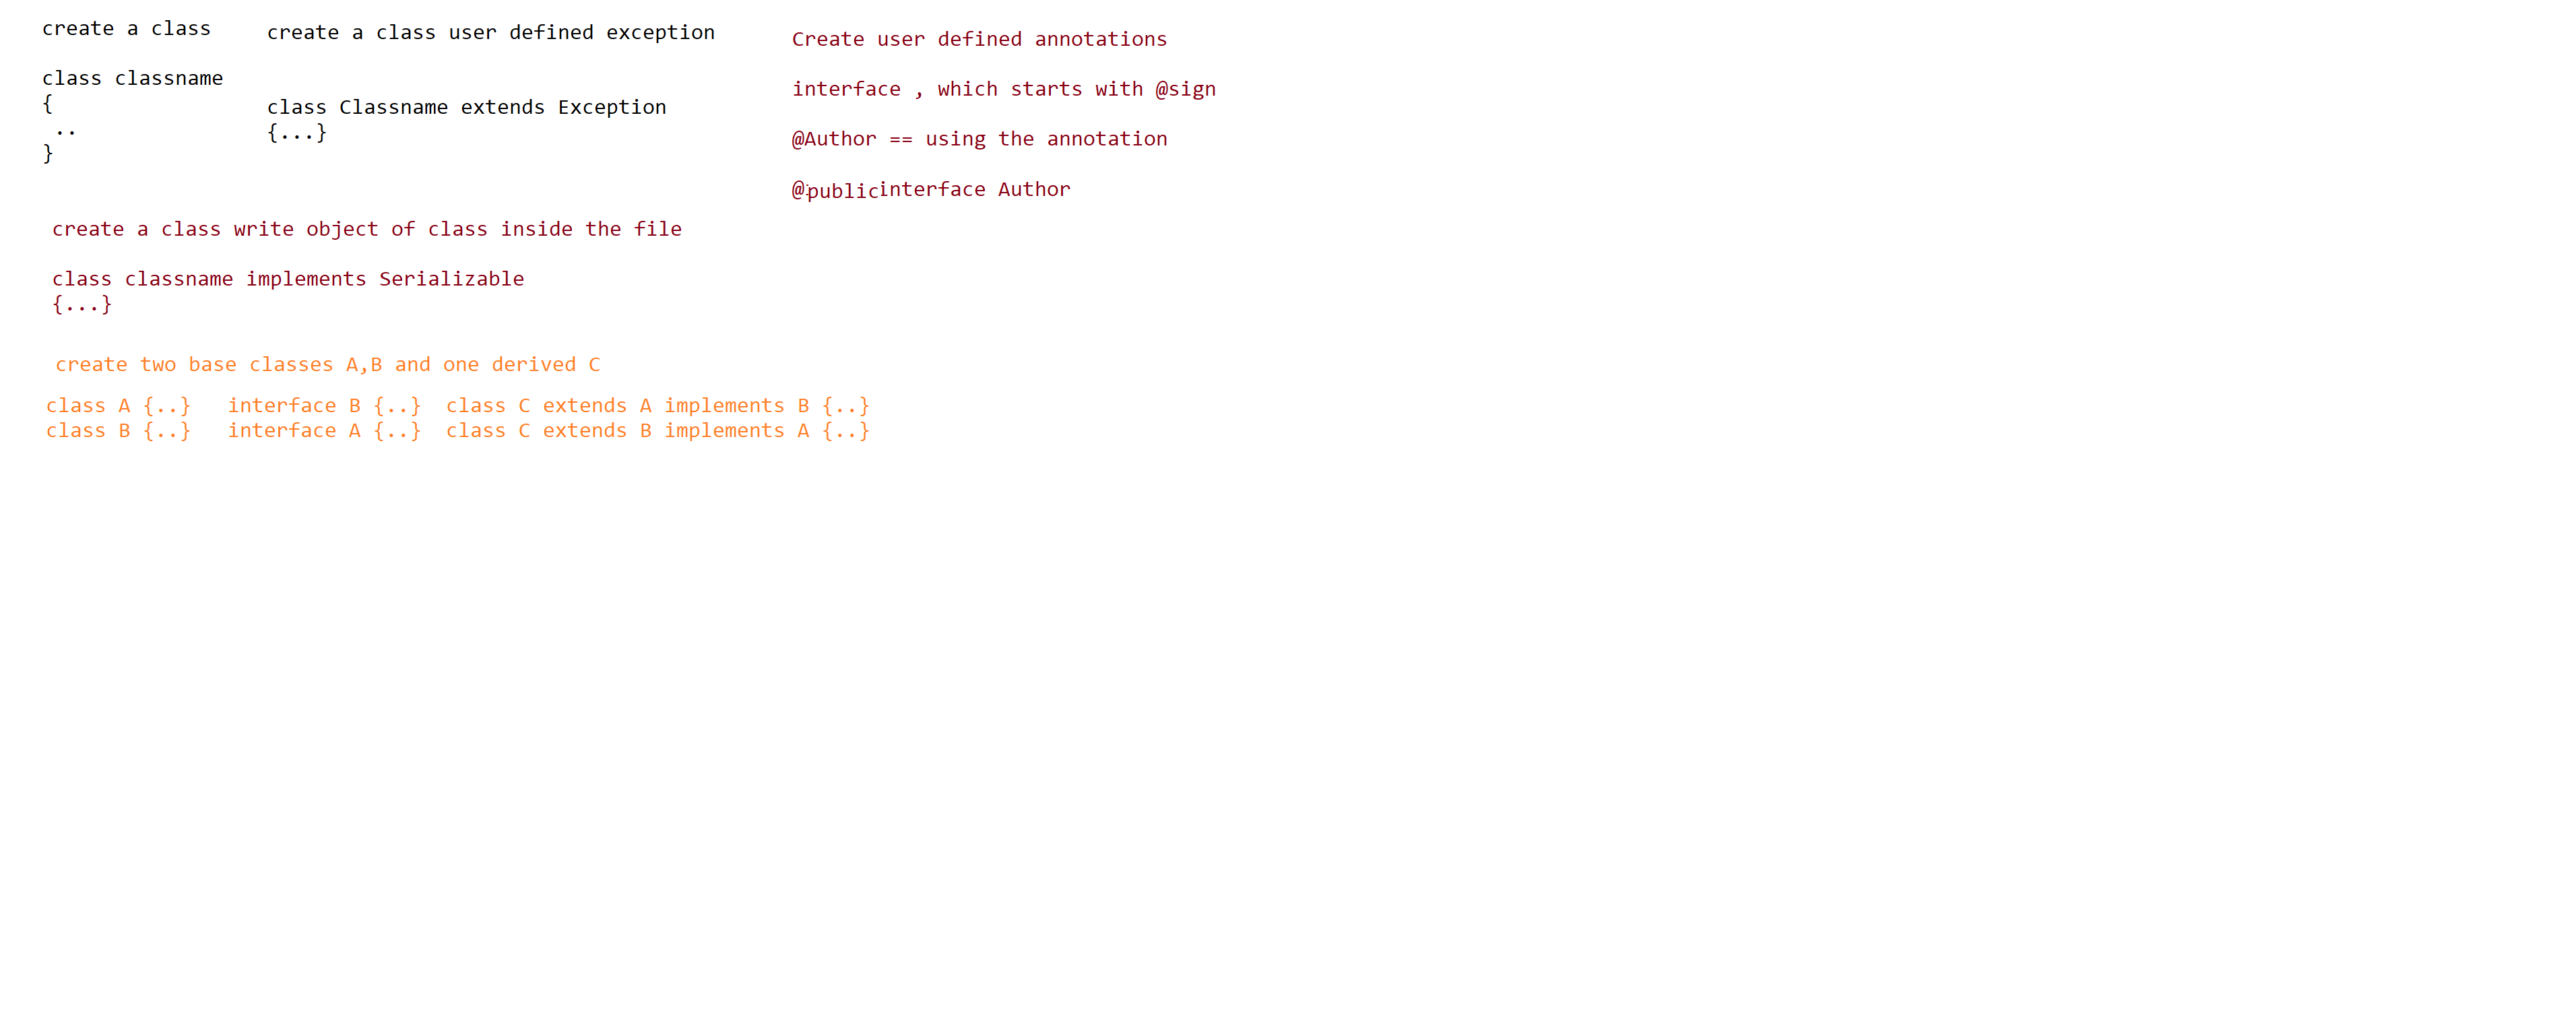 create a class
class classname
{
..
}
create a class user defined exception
class Classname extends Exception
{...}
Create user defined annotations
interface , which starts with @sign
@Author == using the annotation
@publicinterface Author
create a class write object of class inside the file
class classname implements Serializable
{...}
create two base classes A,B and one derived C
class A {..}   interface B {..}  class C extends A implements B {..}
class B {..}   interface A {..}  class C extends B implements A {..}